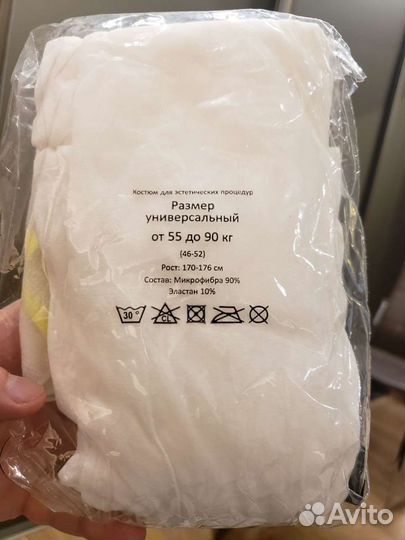 Костюм для эстетических процедур
Размер
универсальный
от 55 до 90 кг
(46-52)
Рост: 170-176 см
Состав: Микрофибра 90%
Эластан 10%
30°
CL
Avito